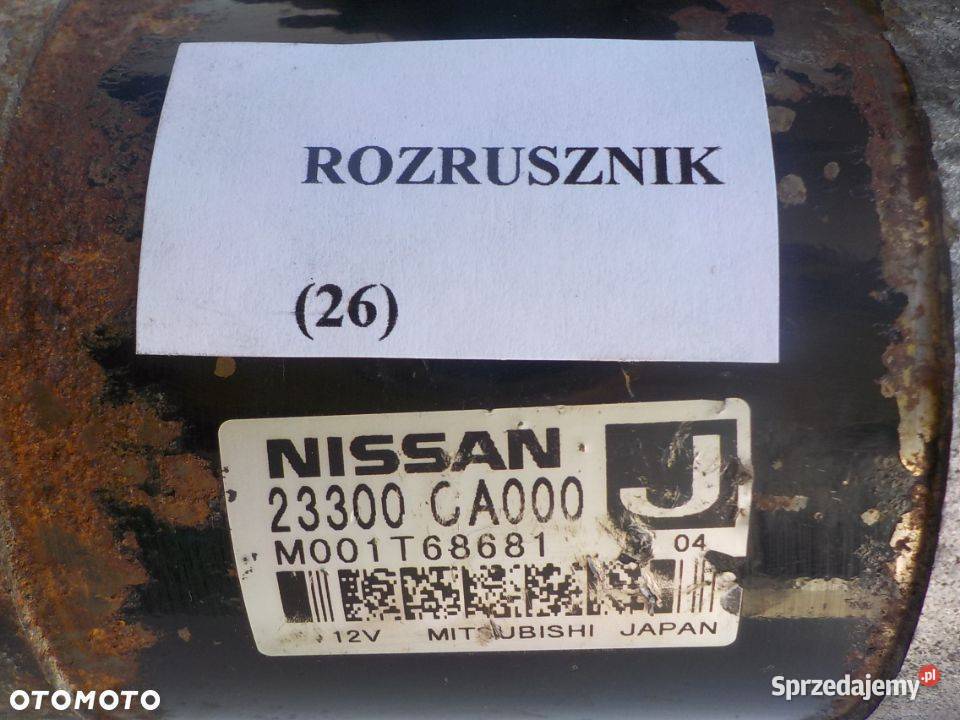 ROZRUSZNIK
(26)
NISSAN
J
23300 CA000
M001T68681
04
12V MITSUBISHI JAPAN
OTOMOTO
Sprzedajemy.pl